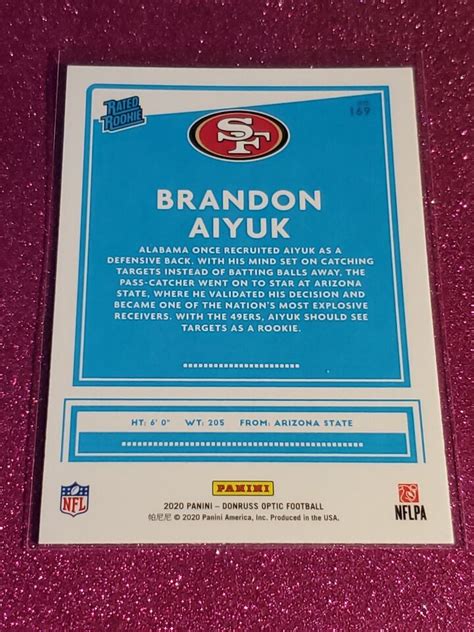 RATED
ROOKIE
NO.
169
SF
BRANDON
AIYUK
ALABAMA ONCE RECRUITED AIYUK AS A
DEFENSIVE BACK. WITH HIS MIND SET ON CATCHING
TARGETS INSTEAD OF BATTING BALLS AWAY, THE
PASS-CATCHER WENT ON TO STAR AT ARIZONA
STATE, WHERE HE VALIDATED HIS DECISION AND
BECAME ONE OF THE NATION'S MOST EXPLOSIVE
RECEIVERS. WITH THE 49ERS, AIYUK SHOULD SEE
TARGETS AS A ROOKIE.
HT: 6' 0" WT: 205 FROM: ARIZONA STATE
PANINI
NFL
2020 PANINI – DONRUSS OPTIC FOOTBALL
帕尼尼 © 2020 Panini America, Inc. Produced in the USA.
NFLPA